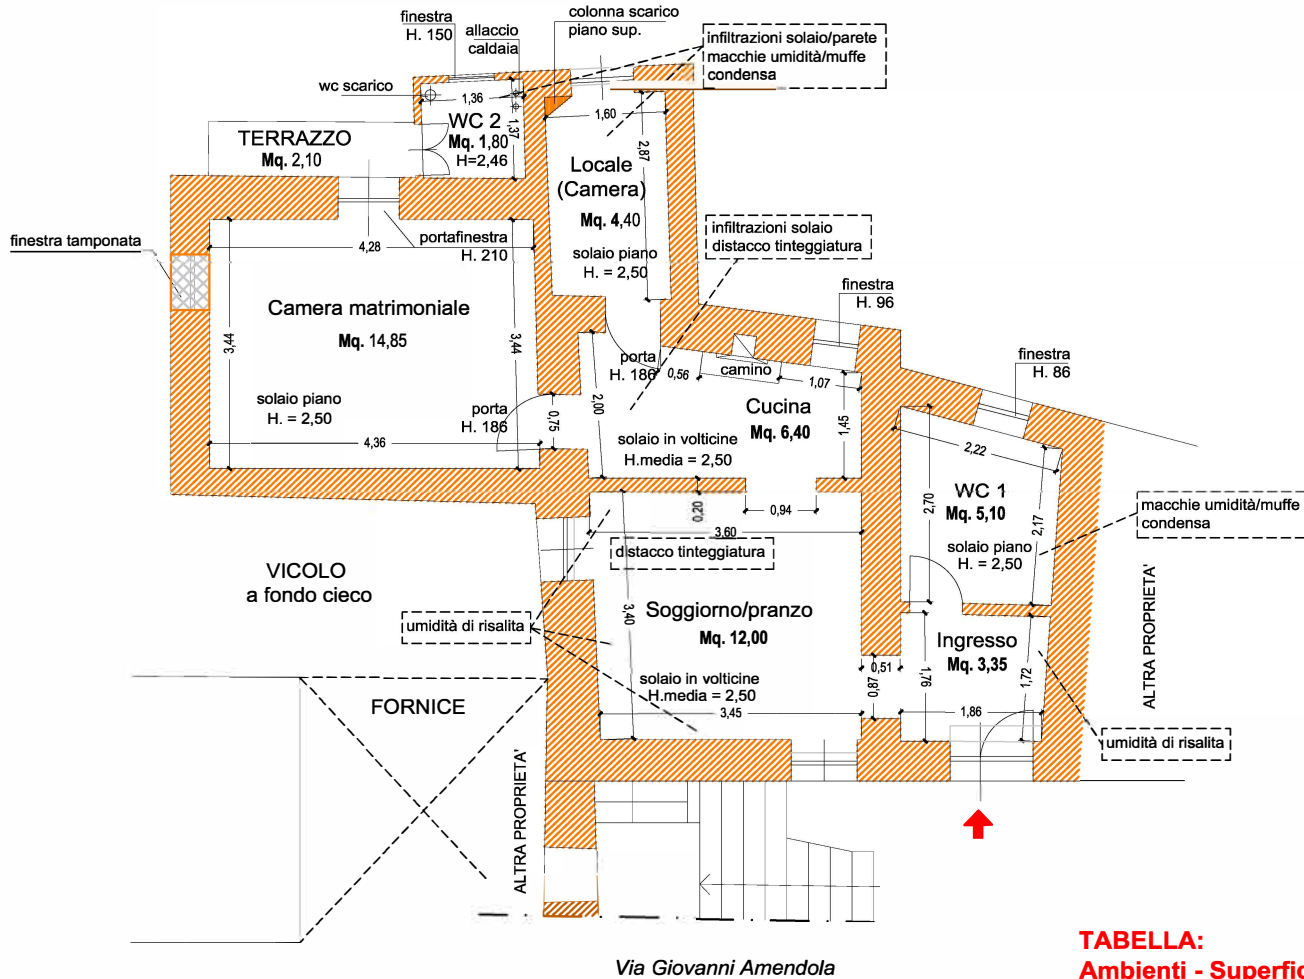 finestra
H. 150
allaccio
caldaia
colonna scarico
piano sup.
infiltrazioni solaio/parete
macchie umidità/muffe
condensa
wc scarico
1,36
1,37
WC 2
Mq. 1,80
H=2,46
TERRAZZO
Mq. 2,10
1,60
2,87
Locale
(Camera)
Mq. 4,40
solaio piano
H. = 2,50
infiltrazioni solaio
distacco tinteggiatura
finestra tamponata
4,28
portafinestra
H. 210
Camera matrimoniale
Mq. 14,85
3,44
3,44
solaio piano
H. = 2,50
4,36
porta
H. 186
0,75
2,00
porta
H. 186
0,56
camino
1,07
finestra
H. 96
finestra
H. 86
Cucina
Mq. 6,40
1,45
solaio in volticine
H.media = 2,50
0,20
0,94
3,60
2,22
2,70
WC 1
Mq. 5,10
2,17
solaio piano
H. = 2,50
macchie umidità/muffe
condensa
distacco tinteggiatura
VICOLO
a fondo cieco
3,40
Soggiorno/pranzo
Mq. 12,00
umidità di risalita
solaio in volticine
H.media = 2,50
3,45
0,51
0,87
Ingresso
Mq. 3,35
1,76
1,72
1,86
ALTRA PROPRIETA'
umidità di risalita
FORNICE
ALTRA PROPRIETA'
Via Giovanni Amendola
TABELLA:
Ambienti - Superfic